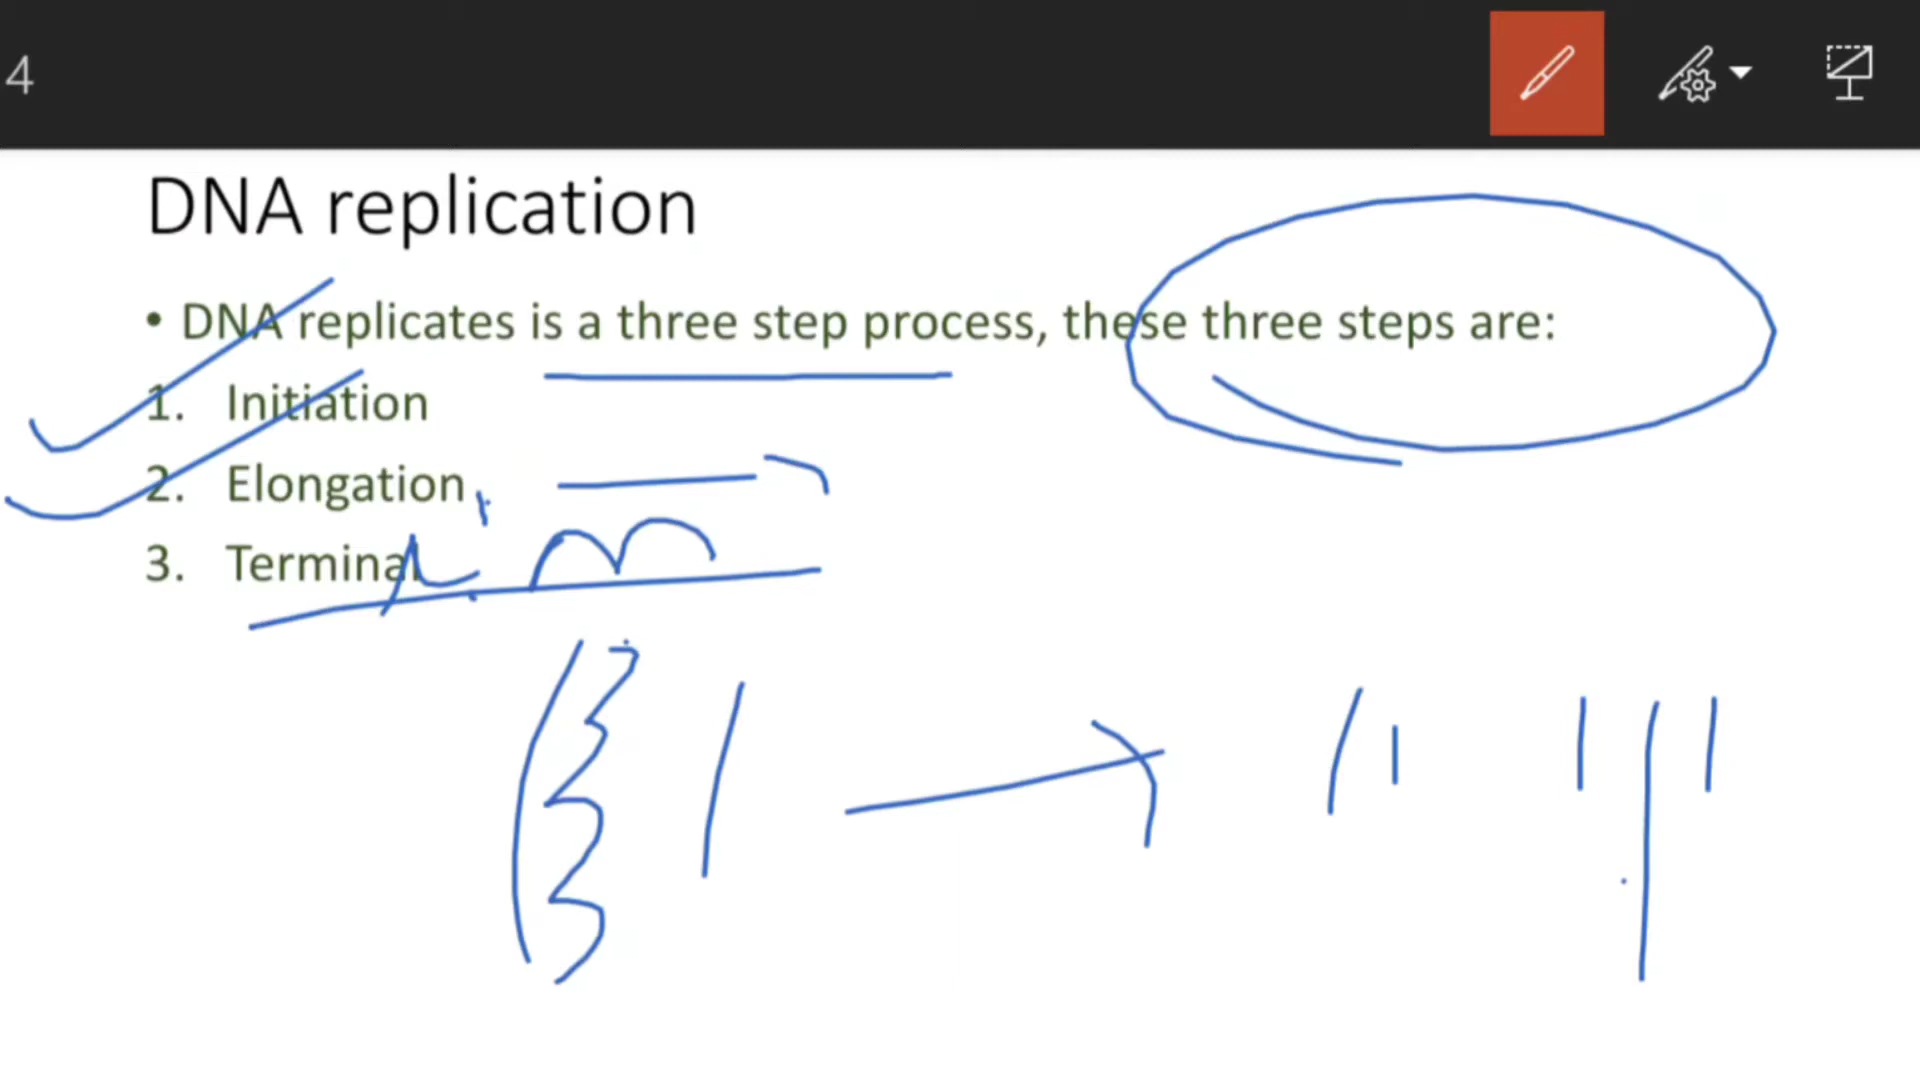 4
DNA replication
• DNA replicates is a three step process, these three steps are:
1. Initiation
2. Elongation
3. Terminal